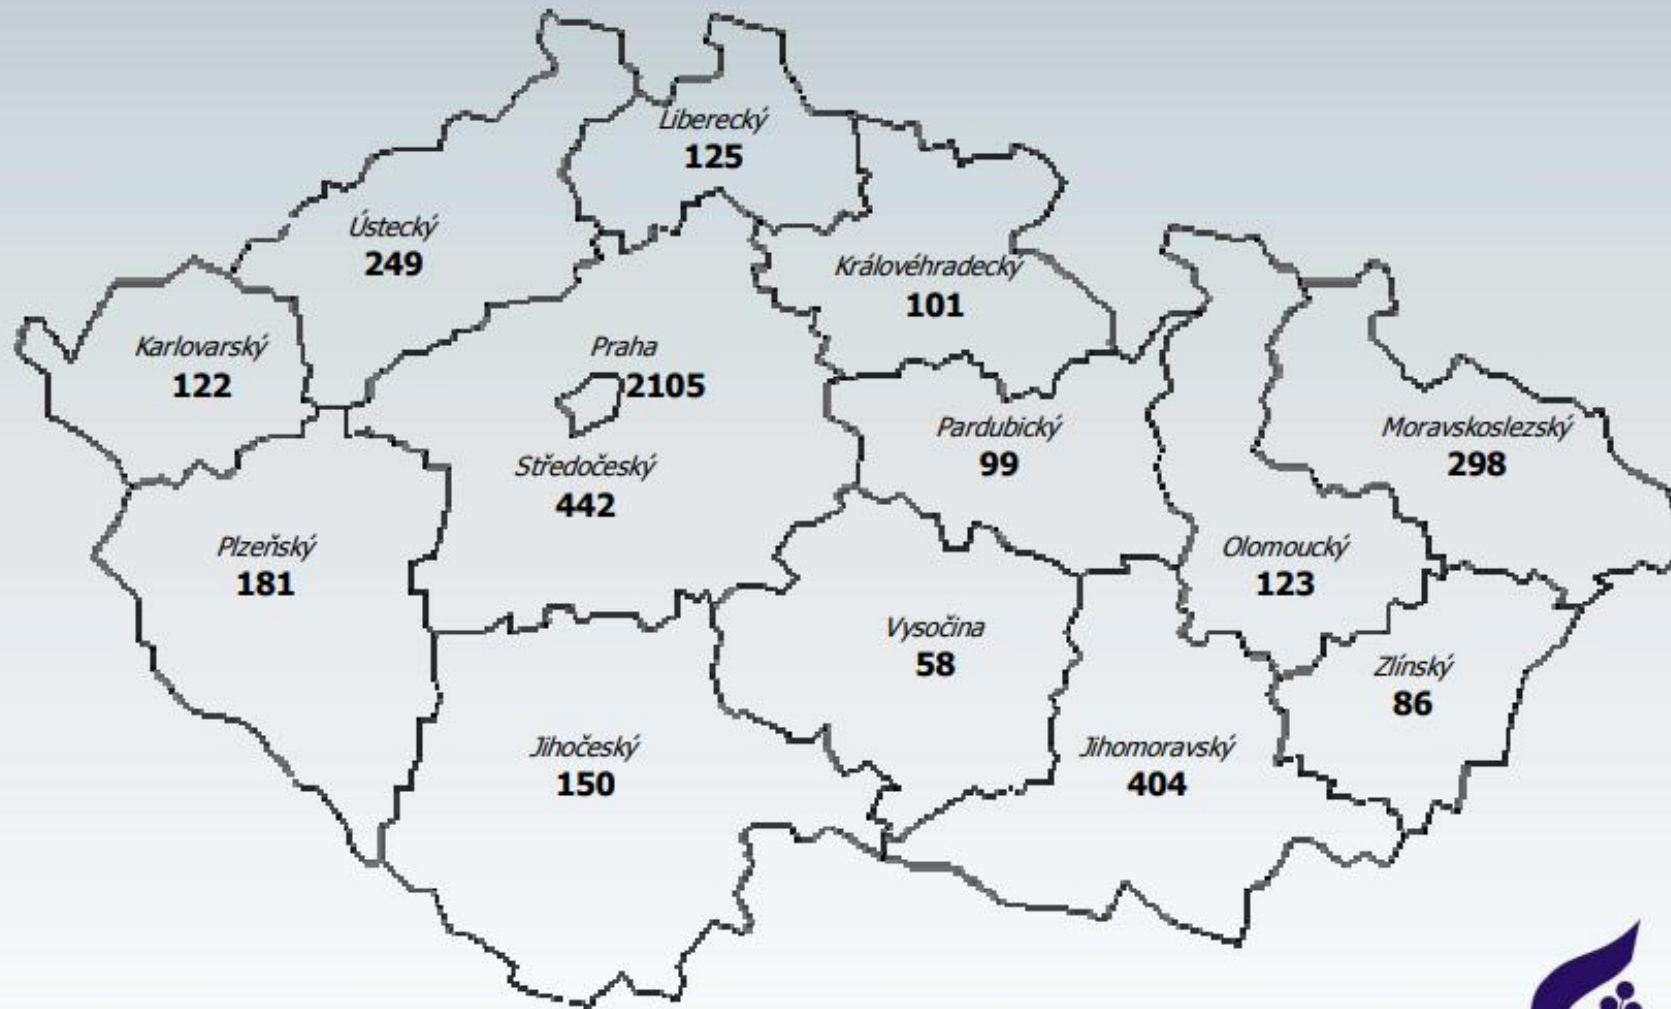 Liberecký
125
Ústecký
249
Královéhradecký
101
Karlovarský
122
Praha
2105
Pardubický
99
Moravskoslezský
298
Středočeský
442
Plzeňský
181
Olomoucký
123
Vysočina
58
Zlínský
86
Jihočeský
150
Jihomoravský
404